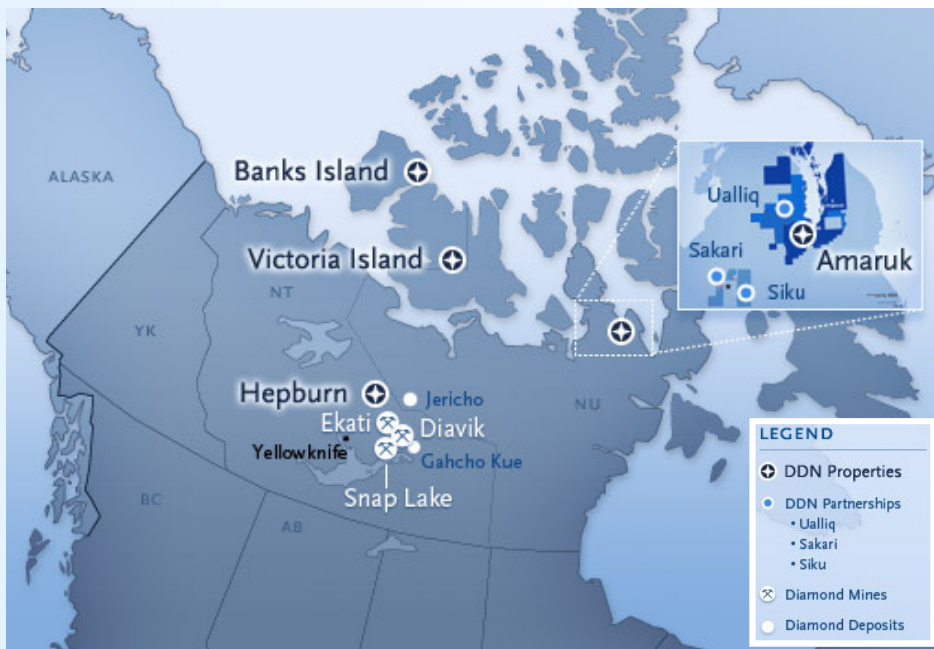 ALASKA
Banks Island
Victoria Island
NT
YK
Hepburn
Jericho
Ekati
Diavik
Yellowknife
Gahcho Kue
Snap Lake
NU
BC
AB
Ualliq
Amaruk
Sakari
Siku
LEGEND
DDN Properties
DDN Partnerships
• Ualliq
• Sakari
• Siku
Diamond Mines
Diamond Deposits